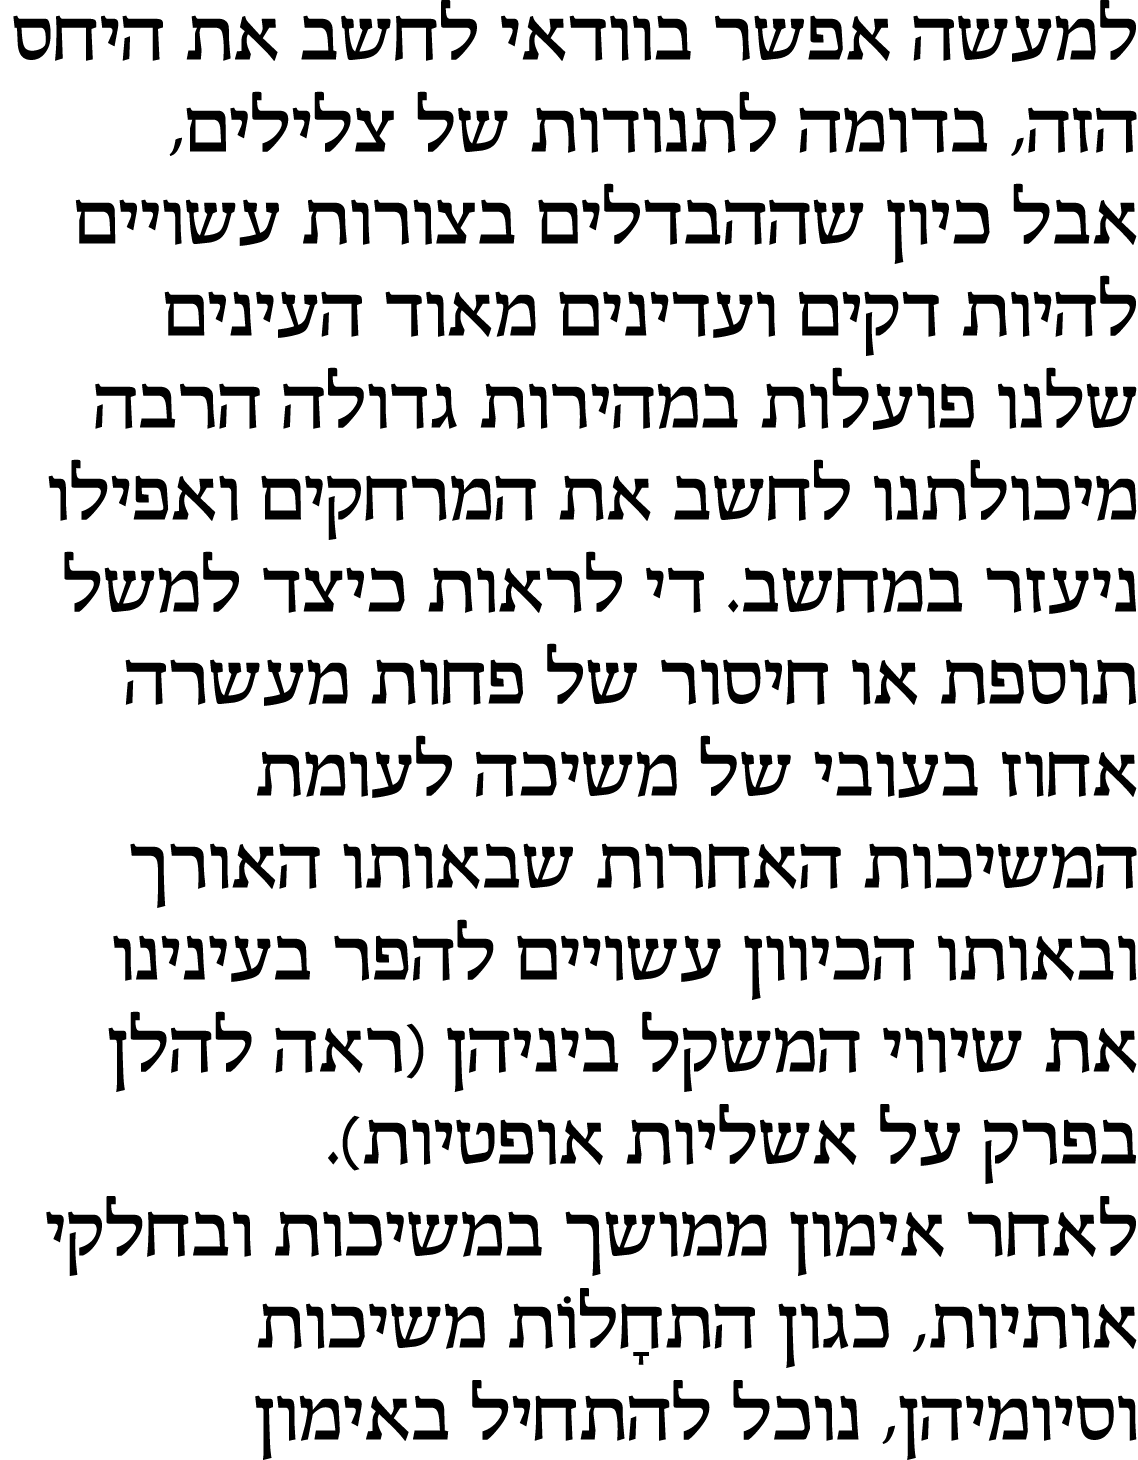 למעשה אפשר בוודאי לחשב את היחס
הזה, בדומה לתנודות של צלילים,
אבל כיון שההבדלים בצורות עשויים
להיות דקים ועדינים מאוד העינים
שלנו פועלות במהירות גדולה הרבה
מיכולתנו לחשב את המרחקים ואפילו
ניעזר במחשב. די לראות כיצד למשל
תוספת או חיסור של פחות מעשרה
אחוז בעובי של משיכה לעומת
המשיכות האחרות שבאותו האורך
ובאותו הכיוון עשויים להפר בעינינו
את שיווי המשקל ביניהן (ראה להלן
בפרק על אשליות אופטיות).
לאחר אימון ממושך במשיכות ובחלקי
אותיות, כגון התחָלוֹת משיכות
וסיומיהן, נוכל להתחיל באימון